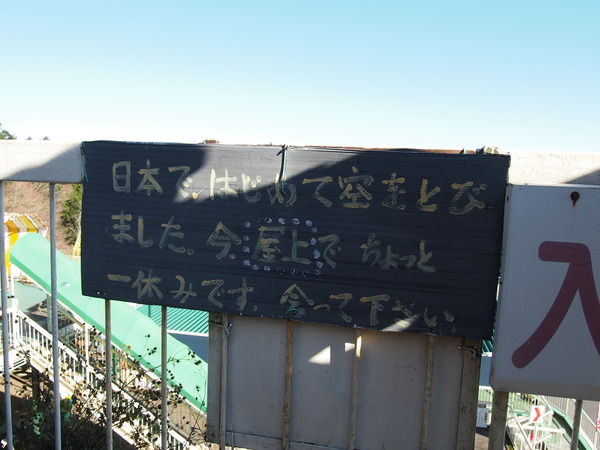 日本で、はじめて空をとび
ました。今、屋上でちょっと
一休みです。会って下さい。
入